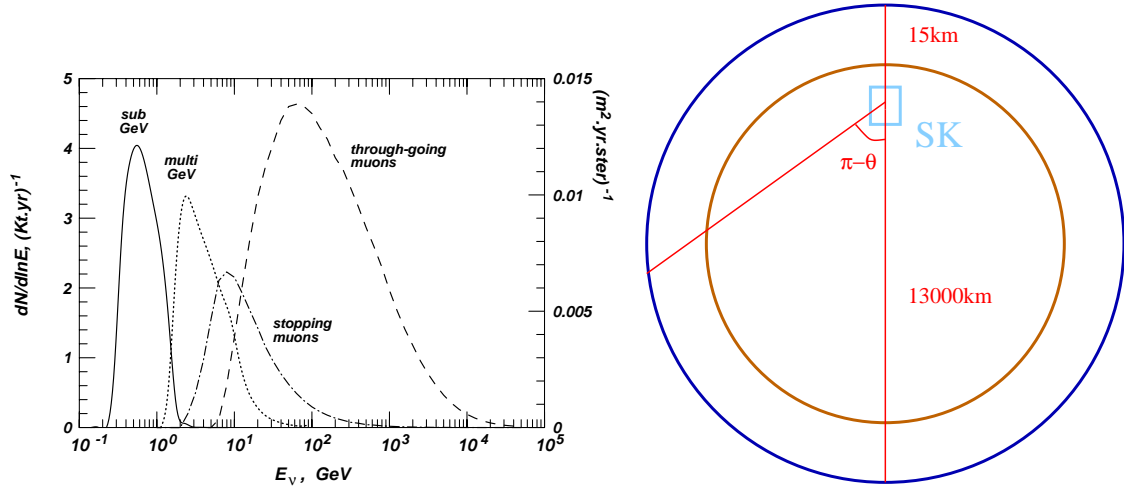 sub
GeV
multi
GeV
through-going
muons
stopping
muons
dN/dlnE, (Kt.yr)⁻¹
(m².yr.ster)⁻¹
5
4
3
2
1
0
0.015
0.010
0.005
0
10⁻¹ 10⁰ 10¹ 10² 10³ 10⁴ 10⁵
E_ν , GeV
15km
SK
π−θ
13000km